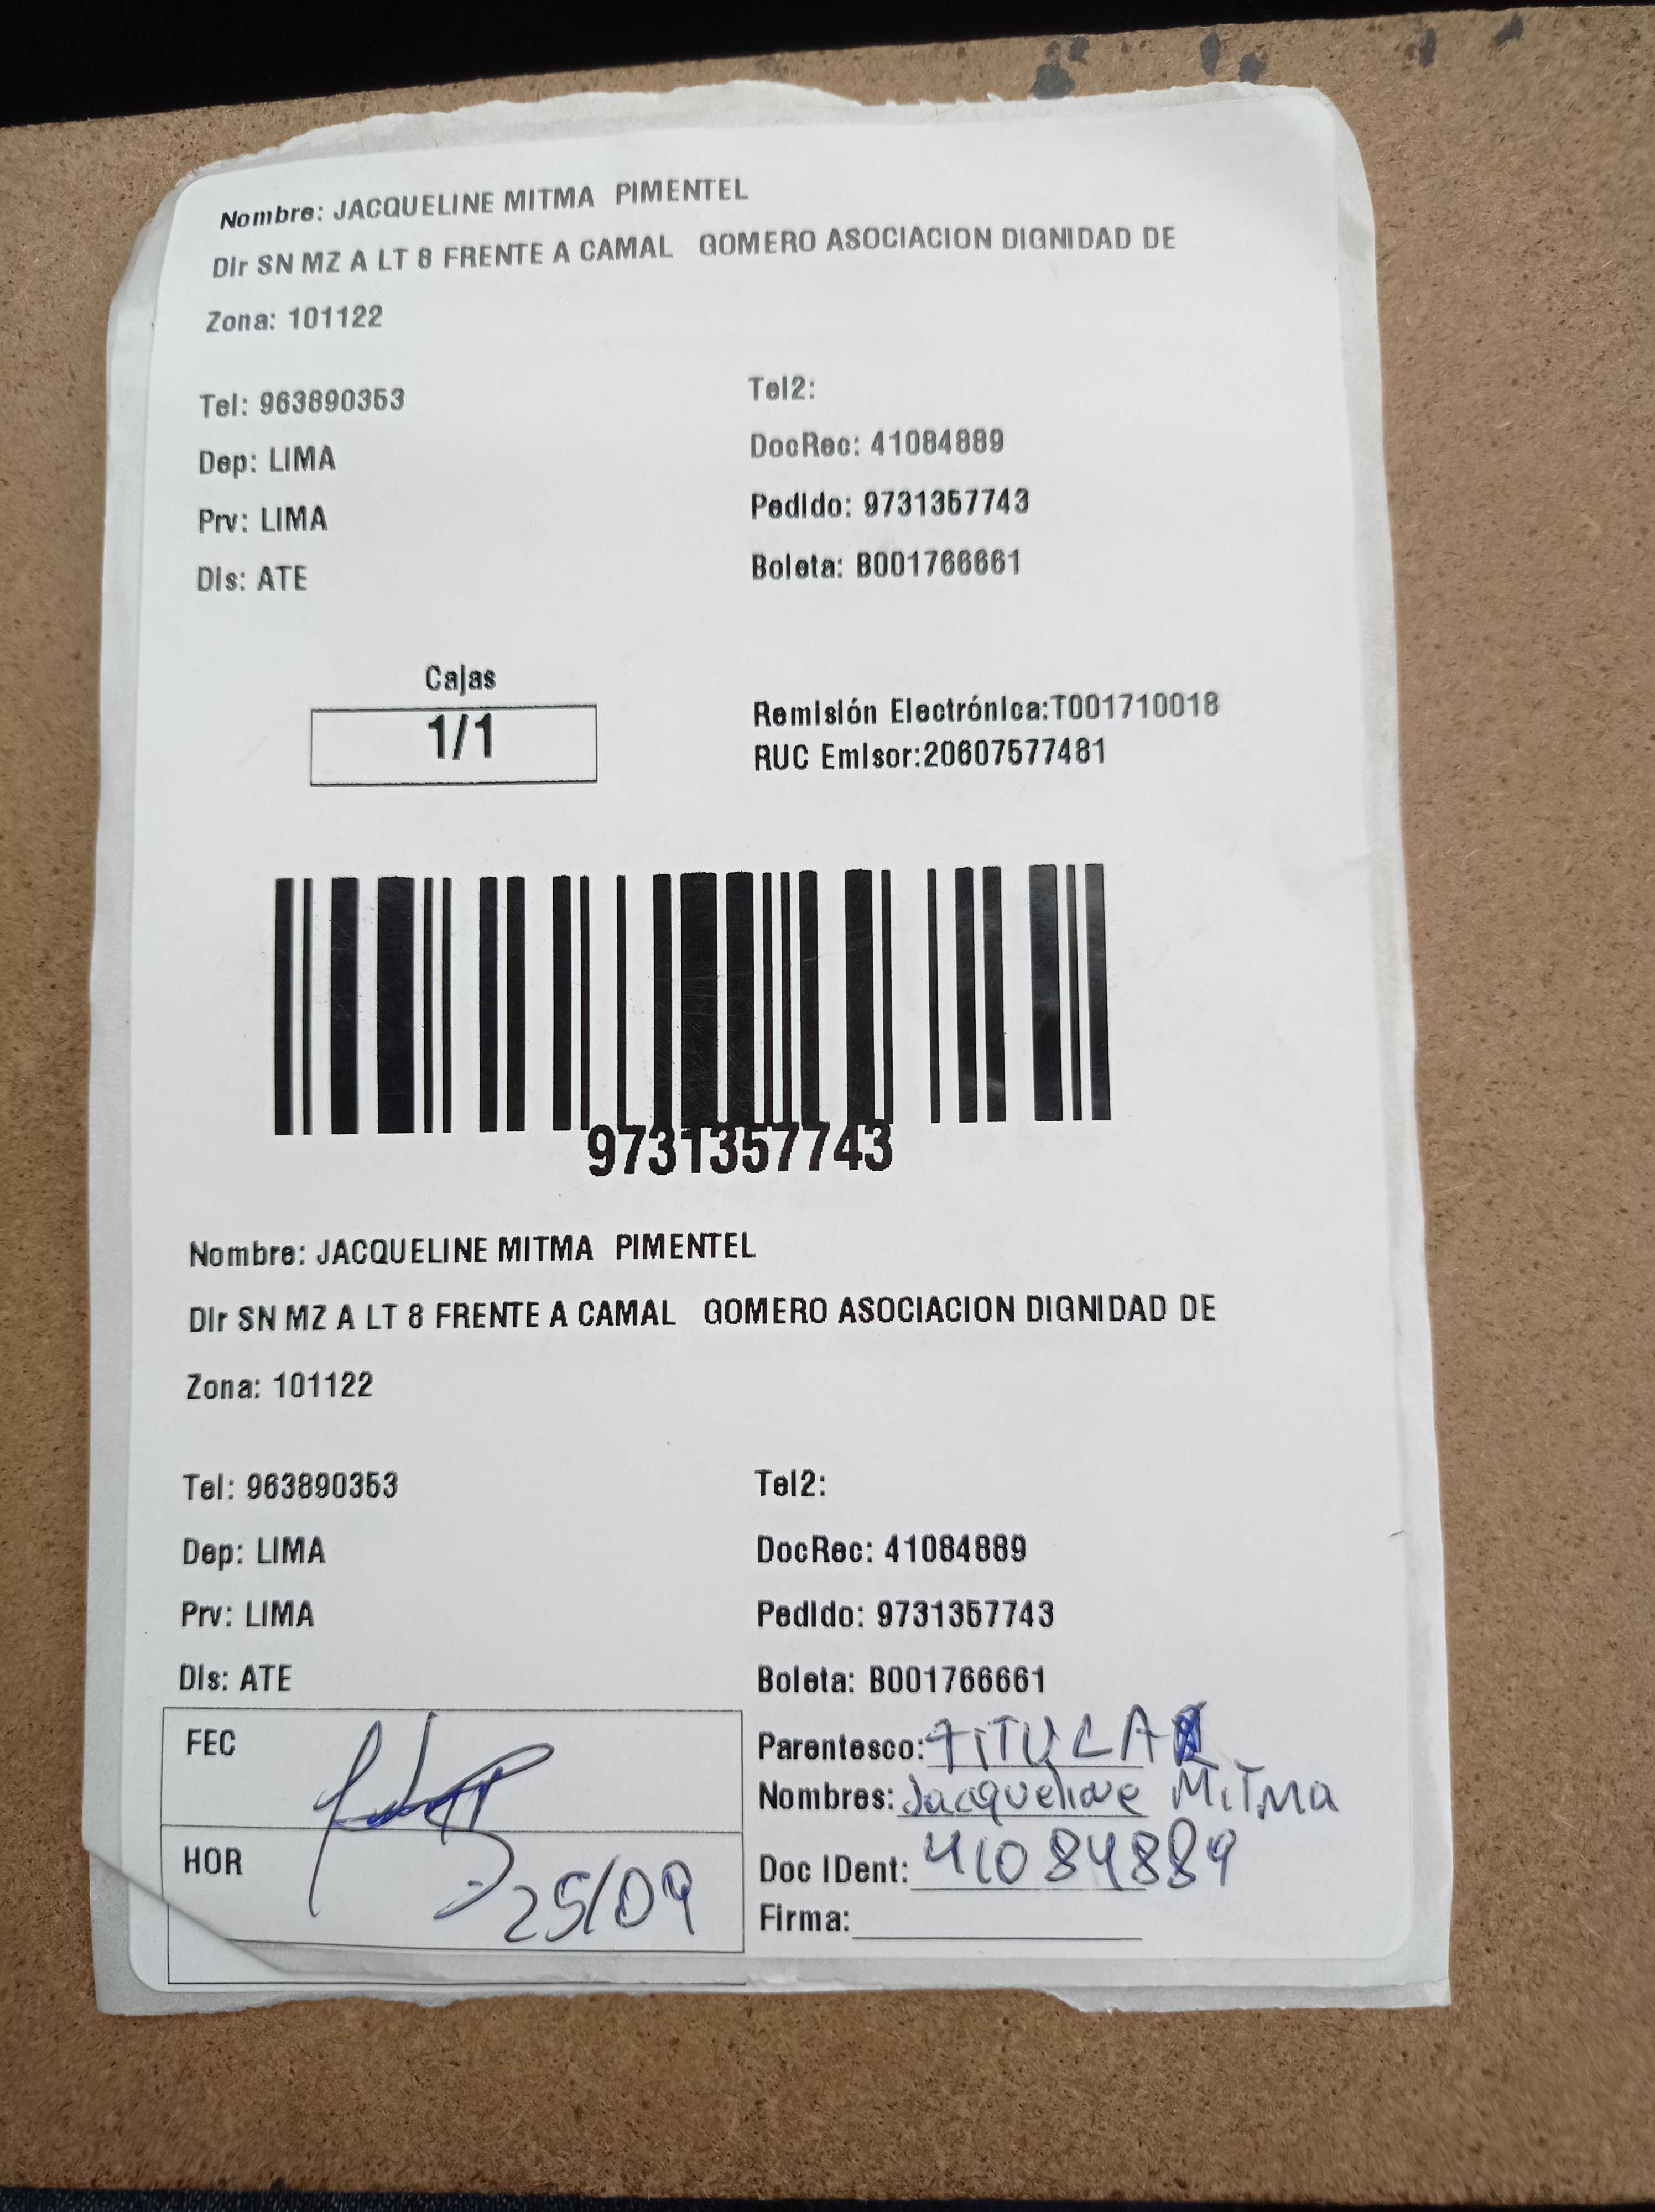 Nombre: JACQUELINE MITMA PIMENTEL
Dir SN MZ A LT 8 FRENTE A CAMAL GOMERO ASOCIACION DIGNIDAD DE
Zona: 101122
Tel: 963890353 Tel2:
Dep: LIMA DocRec: 41084889
Prv: LIMA Pedido: 9731357743
Dis: ATE Boleta: B001766661
Cajas
1/1
Remisión Electrónica:T001710018
RUC Emisor:20607577481
9731357743
Nombre: JACQUELINE MITMA PIMENTEL
Dir SN MZ A LT 8 FRENTE A CAMAL GOMERO ASOCIACION DIGNIDAD DE
Zona: 101122
Tel: 963890353 Tel2:
Dep: LIMA DocRec: 41084889
Prv: LIMA Pedido: 9731357743
Dis: ATE Boleta: B001766661
FEC
HOR
25/09
Parentesco: TITULAR
Nombres: Jacqueline MiTMa
Doc IDent: 41084889
Firma: